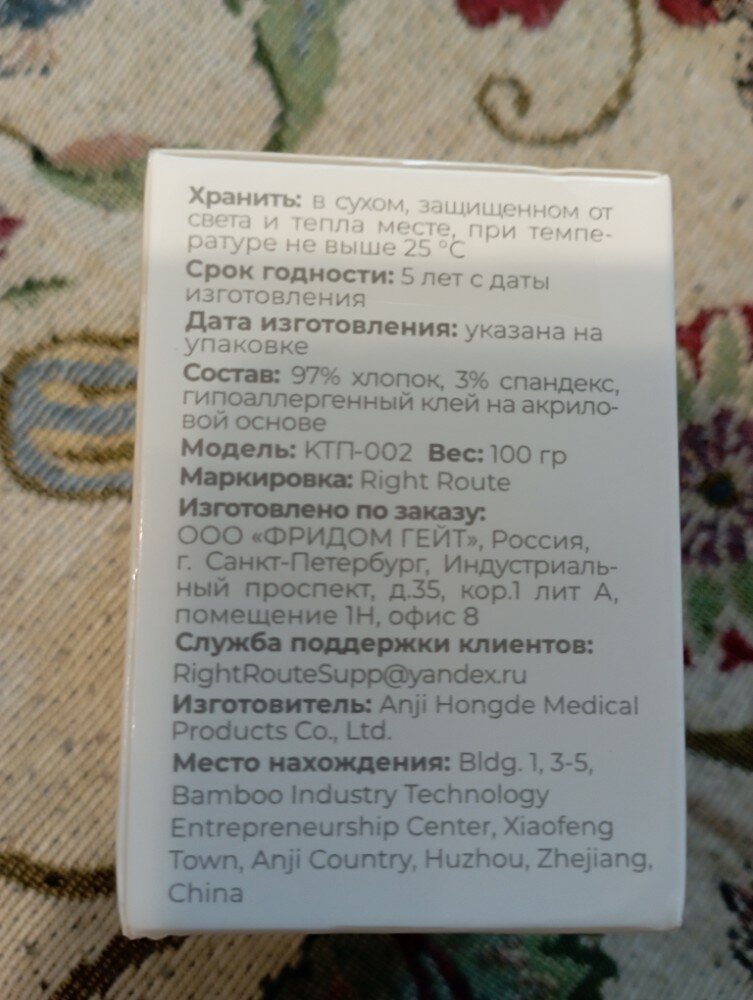 Хранить: в сухом, защищенном от
света и тепла месте, при темпе-
ратуре не выше 25 °C
Срок годности: 5 лет с даты
изготовления
Дата изготовления: указана на
упаковке
Состав: 97% хлопок, 3% спандекс,
гипоаллергенный клей на акрило-
вой основе
Модель: КТП-002 Вес: 100 гр
Маркировка: Right Route
Изготовлено по заказу:
ООО «ФРИДОМ ГЕЙТ», Россия,
г. Санкт-Петербург, Индустриаль-
ный проспект, д.35, кор.1 лит А,
помещение 1Н, офис 8
Служба поддержки клиентов:
RightRouteSupp@yandex.ru
Изготовитель: Anji Hongde Medical
Products Co., Ltd.
Место нахождения: Bldg. 1, 3-5,
Bamboo Industry Technology
Entrepreneurship Center, Xiaofeng
Town, Anji Country, Huzhou, Zhejiang,
China